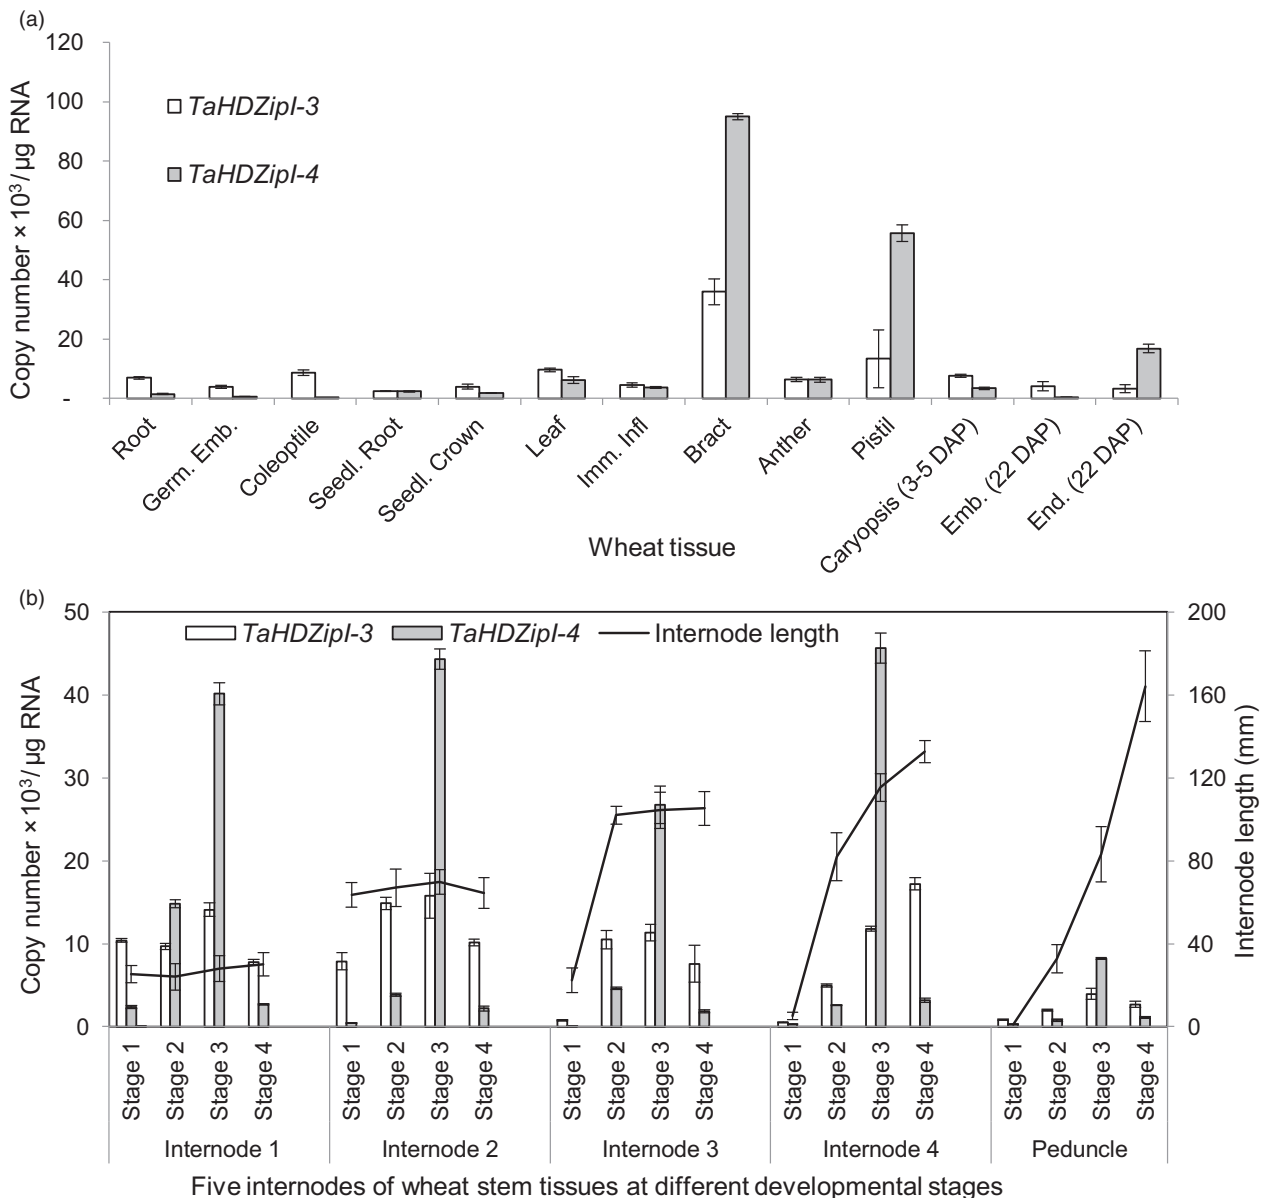 (a)
120
100
80
60
40
20
-
Copy number ×10³/µg RNA
TaHDZipI-3
TaHDZipI-4
Root
Germ. Emb.
Coleoptile
Seedl. Root
Seedl. Crown
Leaf
Imm. Infl
Bract
Anther
Pistil
Caryopsis (3-5 DAP)
Emb. (22 DAP)
End. (22 DAP)
Wheat tissue
(b)
50
40
30
20
10
0
Copy number ×10³/µg RNA
TaHDZipI-3 TaHDZipI-4 Internode length
200
160
120
80
40
0
Internode length (mm)
Stage 1
Stage 2
Stage 3
Stage 4
Stage 1
Stage 2
Stage 3
Stage 4
Stage 1
Stage 2
Stage 3
Stage 4
Stage 1
Stage 2
Stage 3
Stage 4
Stage 1
Stage 2
Stage 3
Stage 4
Internode 1 Internode 2 Internode 3 Internode 4 Peduncle
Five internodes of wheat stem tissues at different developmental stages